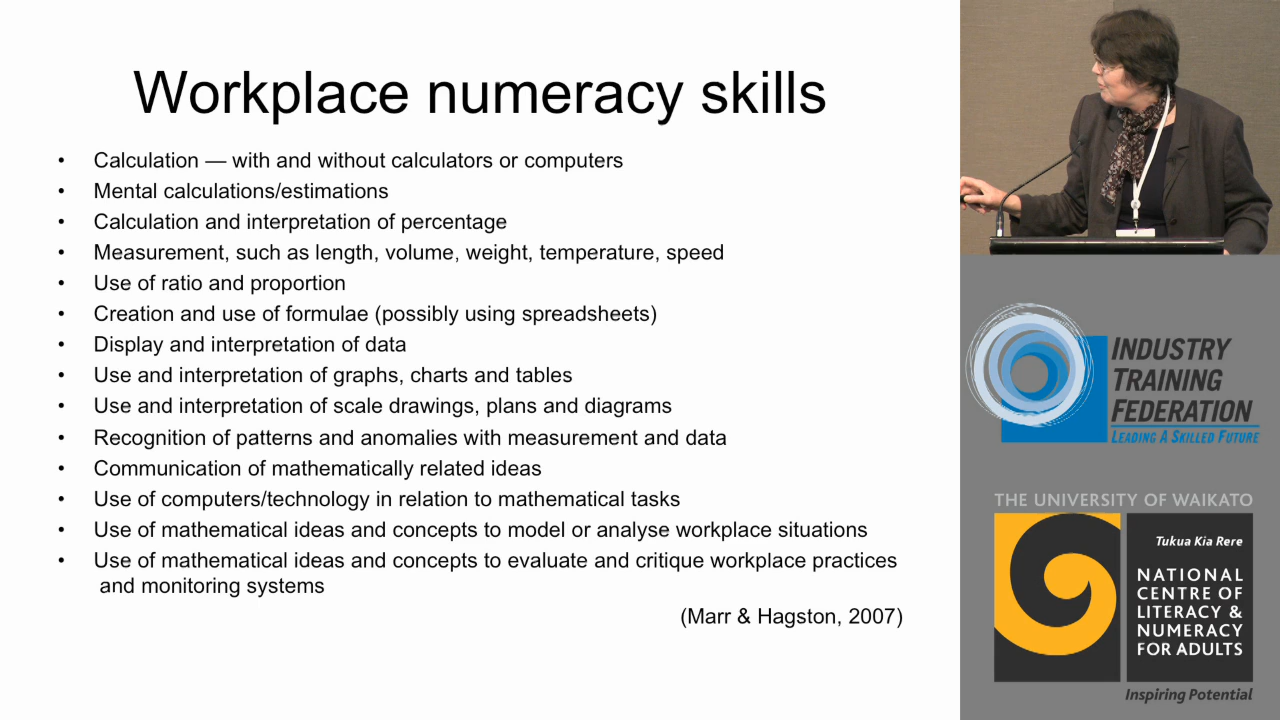 Workplace numeracy skills
• Calculation — with and without calculators or computers
• Mental calculations/estimations
• Calculation and interpretation of percentage
• Measurement, such as length, volume, weight, temperature, speed
• Use of ratio and proportion
• Creation and use of formulae (possibly using spreadsheets)
• Display and interpretation of data
• Use and interpretation of graphs, charts and tables
• Use and interpretation of scale drawings, plans and diagrams
• Recognition of patterns and anomalies with measurement and data
• Communication of mathematically related ideas
• Use of computers/technology in relation to mathematical tasks
• Use of mathematical ideas and concepts to model or analyse workplace situations
• Use of mathematical ideas and concepts to evaluate and critique workplace practices
and monitoring systems
(Marr & Hagston, 2007)
INDUSTRY
TRAINING
FEDERATION
LEADING A SKILLED FUTURE
THE UNIVERSITY OF WAIKATO
Tukua Kia Rere
NATIONAL
CENTRE OF
LITERACY &
NUMERACY
FOR ADULTS
Inspiring Potential